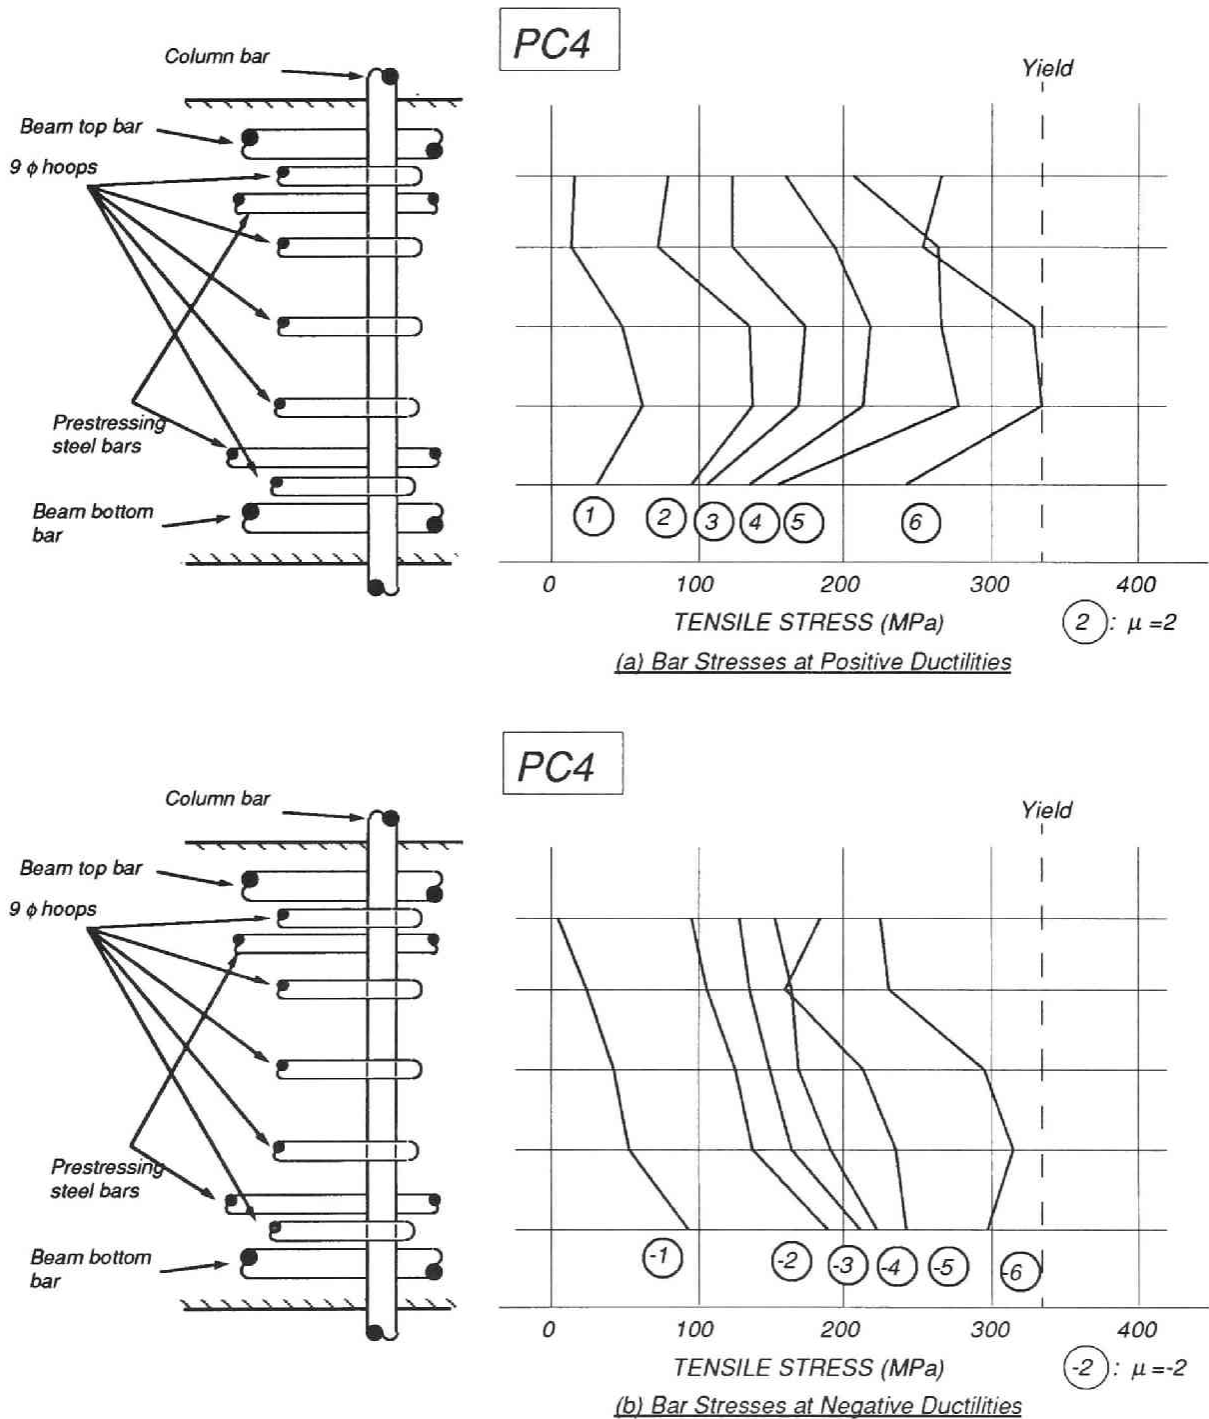 PC4
Column bar
Yield
Beam top bar
9 ϕ hoops
Prestressing
steel bars
Beam bottom
bar
1 2 3 4 5 6
0 100 200 300 400
TENSILE STRESS (MPa)
2 : μ =2
(a) Bar Stresses at Positive Ductilities
PC4
Column bar
Yield
Beam top bar
9 ϕ hoops
Prestressing
steel bars
Beam bottom
bar
-1 -2 -3 -4 -5 -6
0 100 200 300 400
TENSILE STRESS (MPa)
-2 : μ =-2
(b) Bar Stresses at Negative Ductilities